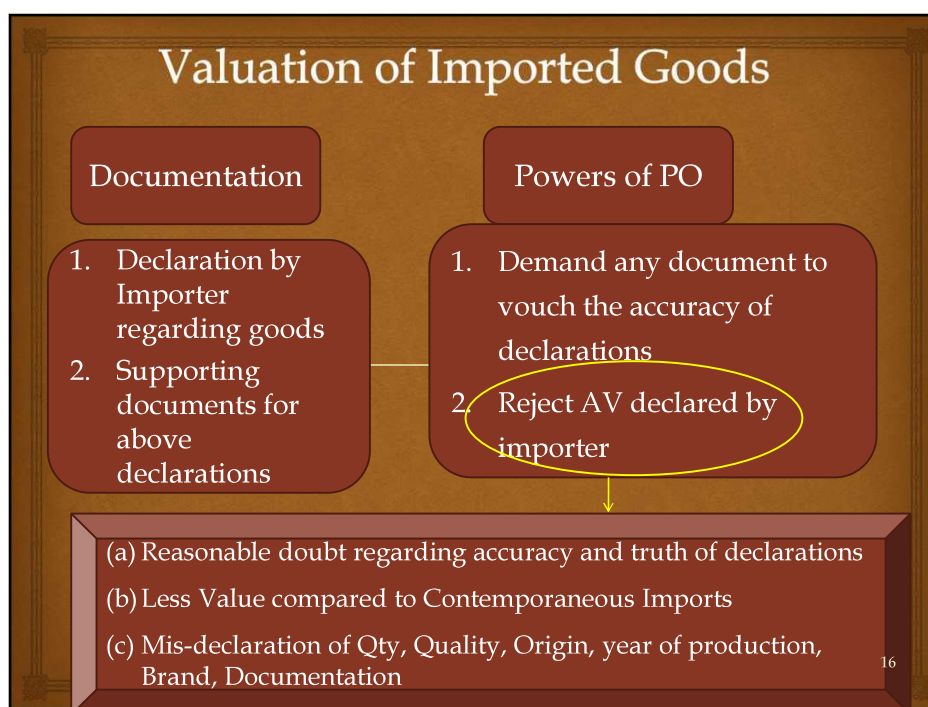 Valuation of Imported Goods
Documentation
1. Declaration by
Importer
regarding goods
2. Supporting
documents for
above
declarations
Powers of PO
1. Demand any document to
vouch the accuracy of
declarations
2. Reject AV declared by
importer
(a) Reasonable doubt regarding accuracy and truth of declarations
(b) Less Value compared to Contemporaneous Imports
(c) Mis-declaration of Qty, Quality, Origin, year of production,
Brand, Documentation
16